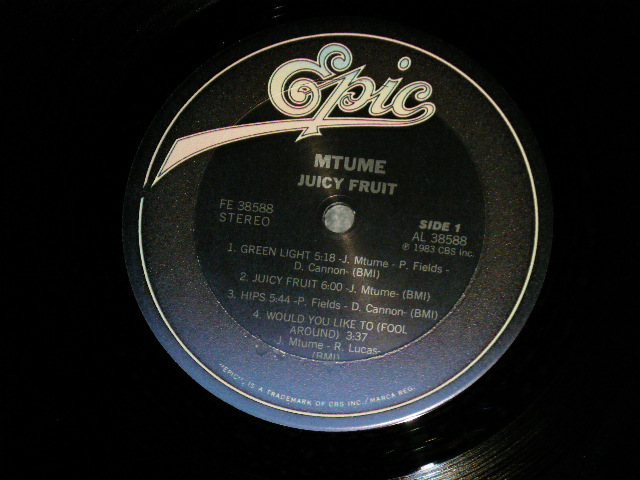 Epic
MTUME
JUICY FRUIT
FE 38588
STEREO
SIDE 1
AL 38588
℗ 1983 CBS Inc.
1. GREEN LIGHT 5:18 -J. Mtume - P. Fields -
D. Cannon- (BMI)
2. JUICY FRUIT 6:00 -J. Mtume- (BMI)
3. HIPS 5:44 -P. Fields - D. Cannon- (BMI)
4. WOULD YOU LIKE TO (FOOL
AROUND) 3:37
J. Mtume - R. Lucas-
(BMI)
"EPIC", IS A TRADEMARK OF CBS INC./MARCA REG.